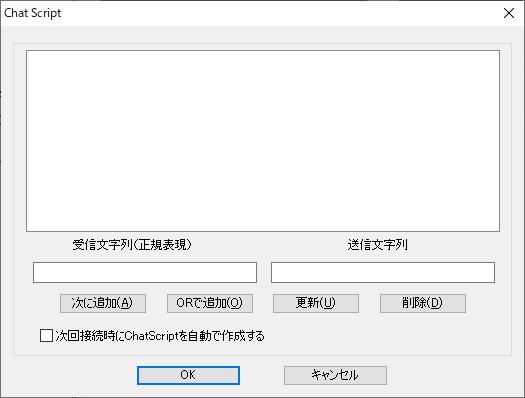 Chat Script
受信文字列(正規表現)
送信文字列
次に追加(A)
ORで追加(O)
更新(U)
削除(D)
次回接続時にChatScriptを自動で作成する
OK
キャンセル